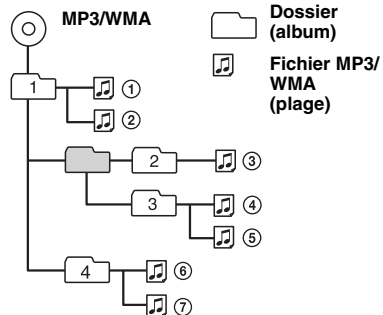 MP3/WMA
Dossier
(album)
Fichier MP3/
WMA
(plage)
1
①
②
2
③
3
④
⑤
4
⑥
⑦